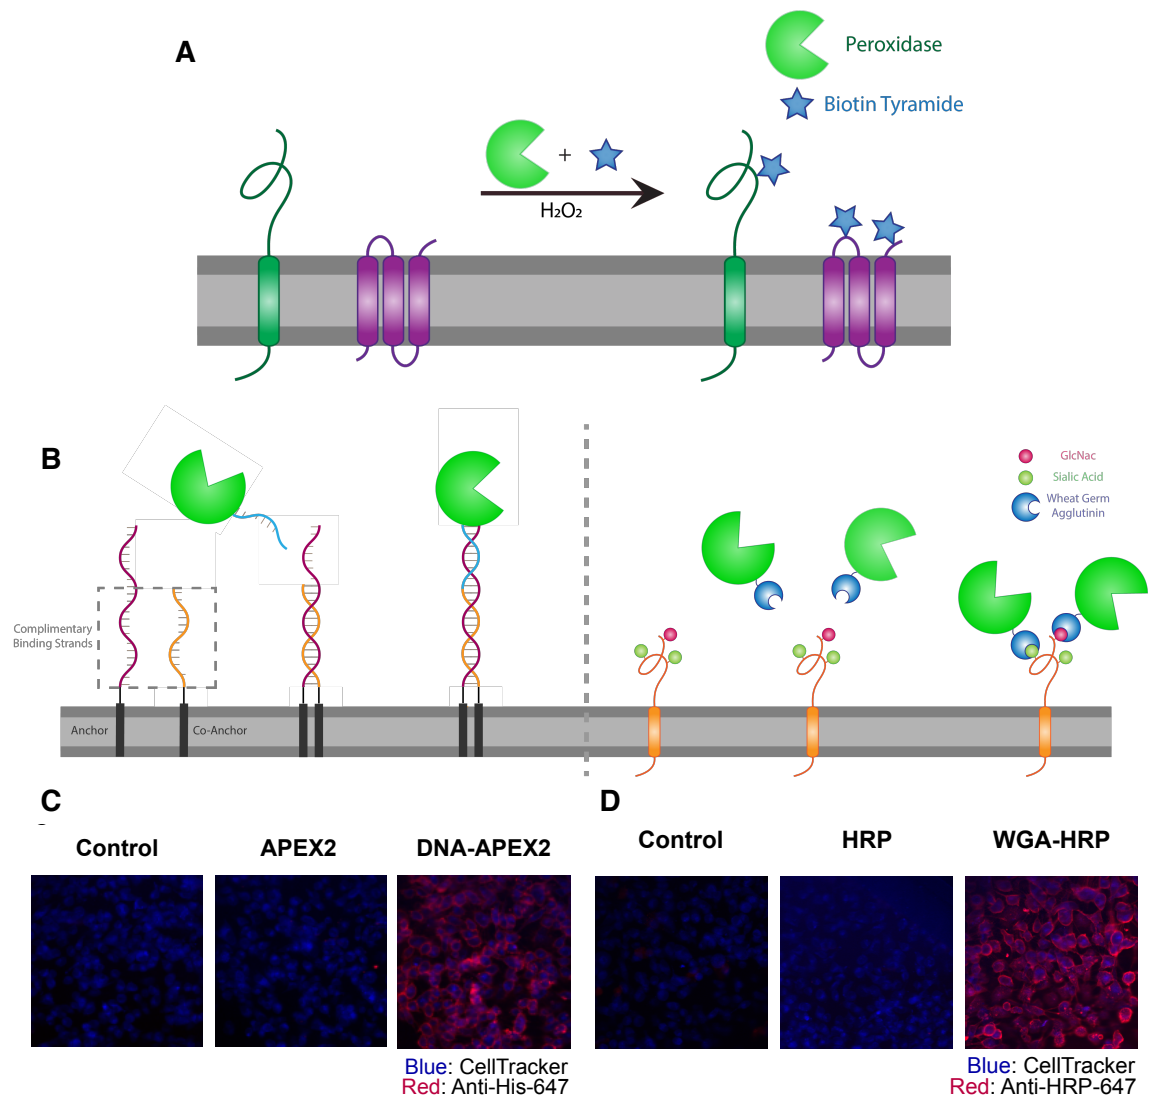 A
Peroxidase
Biotin Tyramide
+
H₂O₂
B
GlcNac
Sialic Acid
Wheat Germ
Agglutinin
Complimentary
Binding Strands
Anchor
Co-Anchor
C
D
Control
APEX2
DNA-APEX2
Control
HRP
WGA-HRP
Blue: CellTracker
Red: Anti-His-647
Blue: CellTracker
Red: Anti-HRP-647